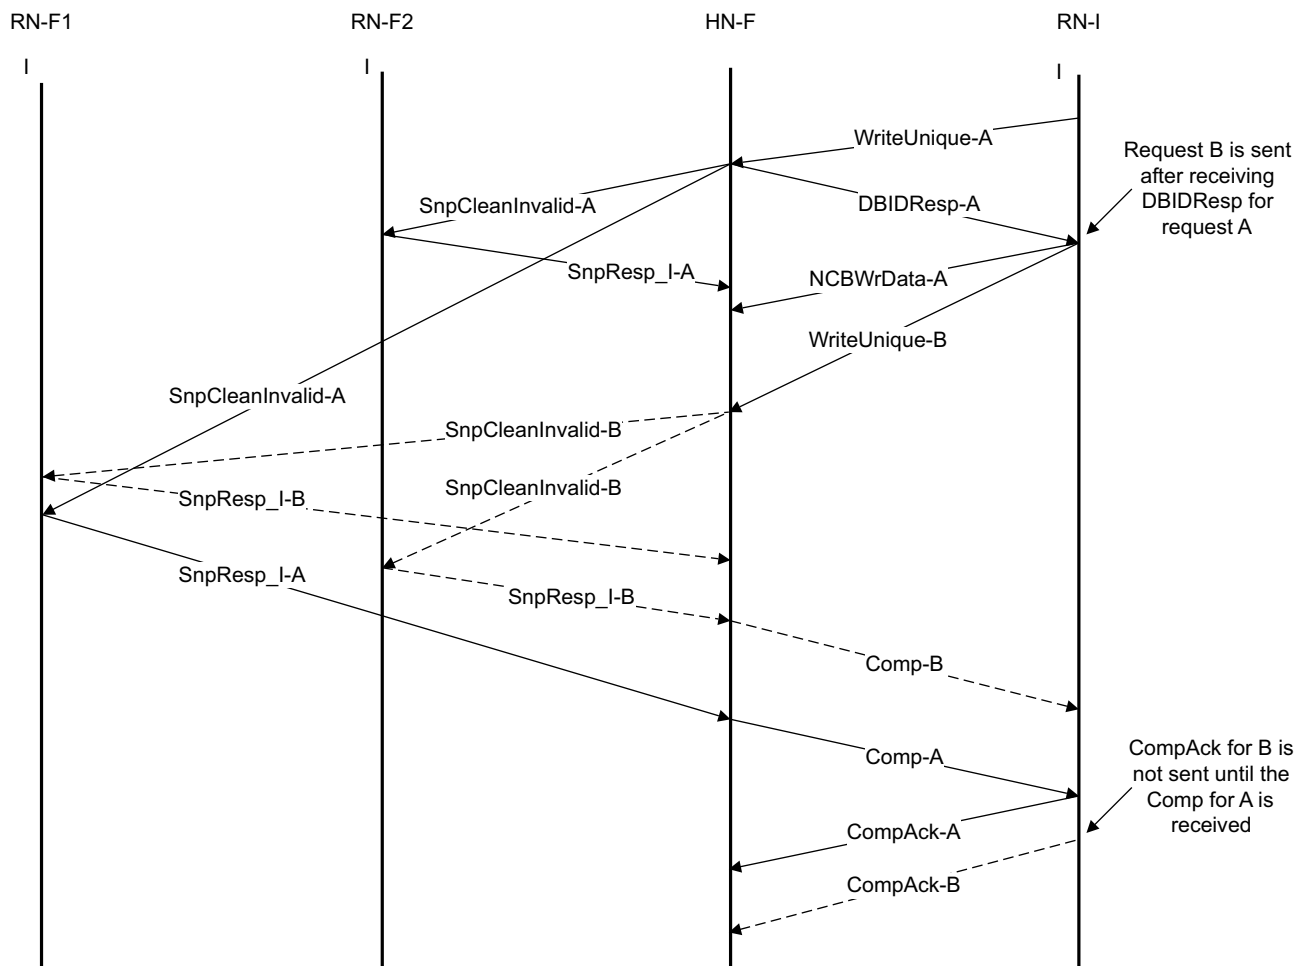 RN-F1
RN-F2
HN-F
RN-I
I
I
I
WriteUnique-A
Request B is sent
after receiving
DBIDResp for
request A
SnpCleanInvalid-A
DBIDResp-A
SnpResp_I-A
NCBWrData-A
WriteUnique-B
SnpCleanInvalid-A
SnpCleanInvalid-B
SnpCleanInvalid-B
SnpResp_I-B
SnpResp_I-A
SnpResp_I-B
Comp-B
Comp-A
CompAck for B is
not sent until the
Comp for A is
received
CompAck-A
CompAck-B